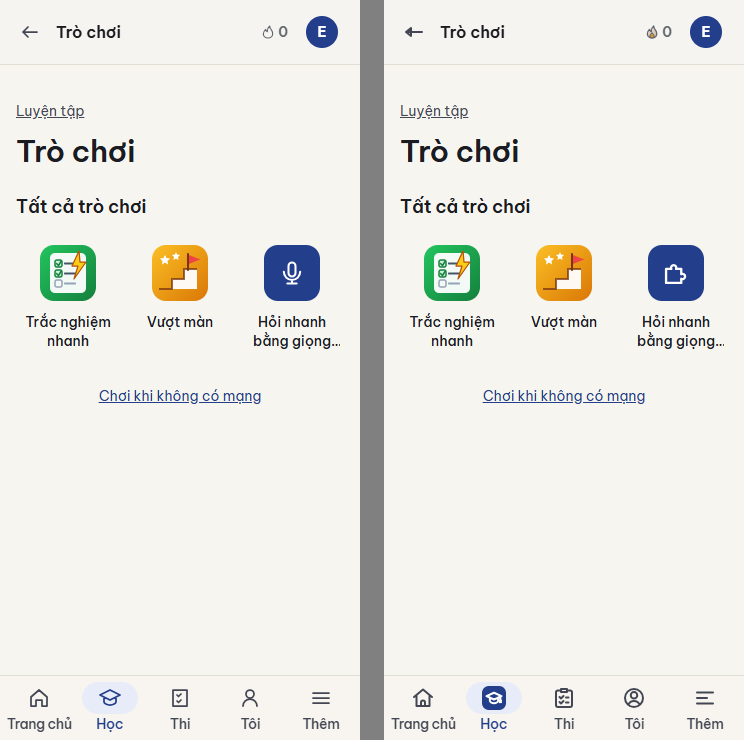 Trò chơi
0
E
Luyện tập
Trò chơi
Tất cả trò chơi
Trắc nghiệm nhanh
Vượt màn
Hỏi nhanh bằng giọng...
Chơi khi không có mạng
Trang chủ
Học
Thi
Tôi
Thêm
Trò chơi
0
E
Luyện tập
Trò chơi
Tất cả trò chơi
Trắc nghiệm nhanh
Vượt màn
Hỏi nhanh bằng giọng...
Chơi khi không có mạng
Trang chủ
Học
Thi
Tôi
Thêm